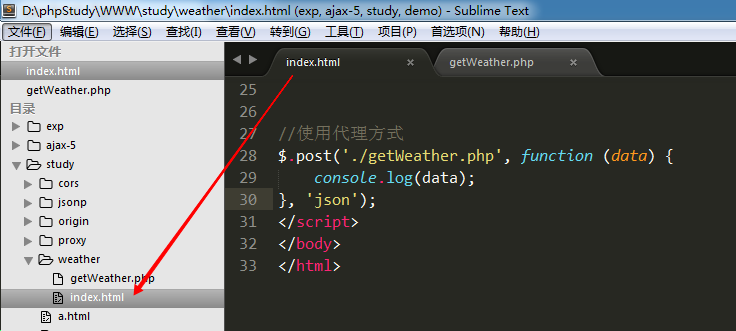 D:\phpStudy\WWW\study\weather\index.html (exp, ajax-5, study, demo) - Sublime Text
文件(F) 编辑(E) 选择(S) 查找(I) 查看(V) 转到(G) 工具(T) 项目(P) 首选项(N) 帮助(H)
打开文件
index.html
getWeather.php
目录
exp
ajax-5
study
cors
jsonp
origin
proxy
weather
getWeather.php
index.html
a.html
index.html × getWeather.php ×
25
26
27 //使用代理方式
28 $.post('./getWeather.php', function (data) {
29 console.log(data);
30 }, 'json');
31 </script>
32 </body>
33 </html>